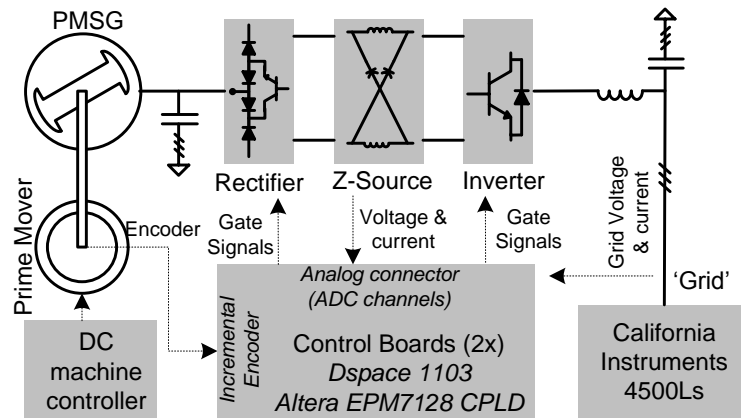 PMSG
Rectifier
Z-Source
Inverter
Prime Mover
Encoder
Gate
Signals
Voltage &
current
Gate
Signals
Grid Voltage
& current
'Grid'
Analog connector
(ADC channels)
Incremental
Encoder
Control Boards (2x)
Dspace 1103
Altera EPM7128 CPLD
DC
machine
controller
California
Instruments
4500Ls